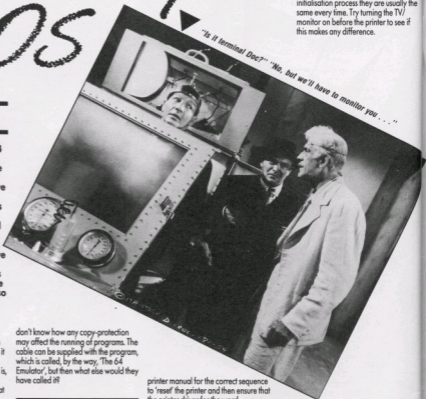 OS
initialisation process they are usually the
same every time. Try turning the TV/
monitor on before the printer to see if
this makes any difference.
"Is it terminal Doc?" "No, but we'll have to monitor you . . ."
don't know how any copy-protection
may affect the running of programs. The
cable can be supplied with the program,
which is called, by the way, 'The 64
Emulator', but then what else would they
have called it?
printer manual for the correct sequence
to 'reset' the printer and then ensure that